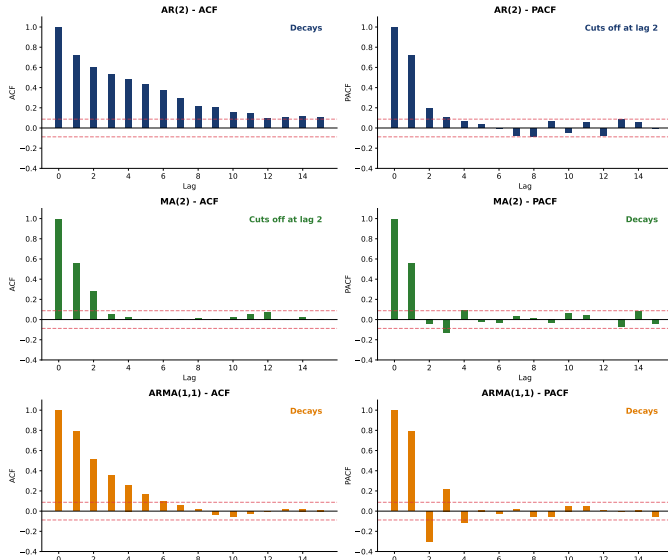 AR(2) - ACF
Decays
ACF
1.0
0.8
0.6
0.4
0.2
0.0
−0.2
−0.4
0 2 4 6 8 10 12 14
Lag
AR(2) - PACF
Cuts off at lag 2
PACF
1.0
0.8
0.6
0.4
0.2
0.0
−0.2
−0.4
0 2 4 6 8 10 12 14
Lag
MA(2) - ACF
Cuts off at lag 2
ACF
1.0
0.8
0.6
0.4
0.2
0.0
−0.2
−0.4
0 2 4 6 8 10 12 14
Lag
MA(2) - PACF
Decays
PACF
1.0
0.8
0.6
0.4
0.2
0.0
−0.2
−0.4
0 2 4 6 8 10 12 14
Lag
ARMA(1,1) - ACF
Decays
ACF
1.0
0.8
0.6
0.4
0.2
0.0
−0.2
−0.4
0 2 4 6 8 10 12 14
ARMA(1,1) - PACF
Decays
PACF
1.0
0.8
0.6
0.4
0.2
0.0
−0.2
−0.4
0 2 4 6 8 10 12 14